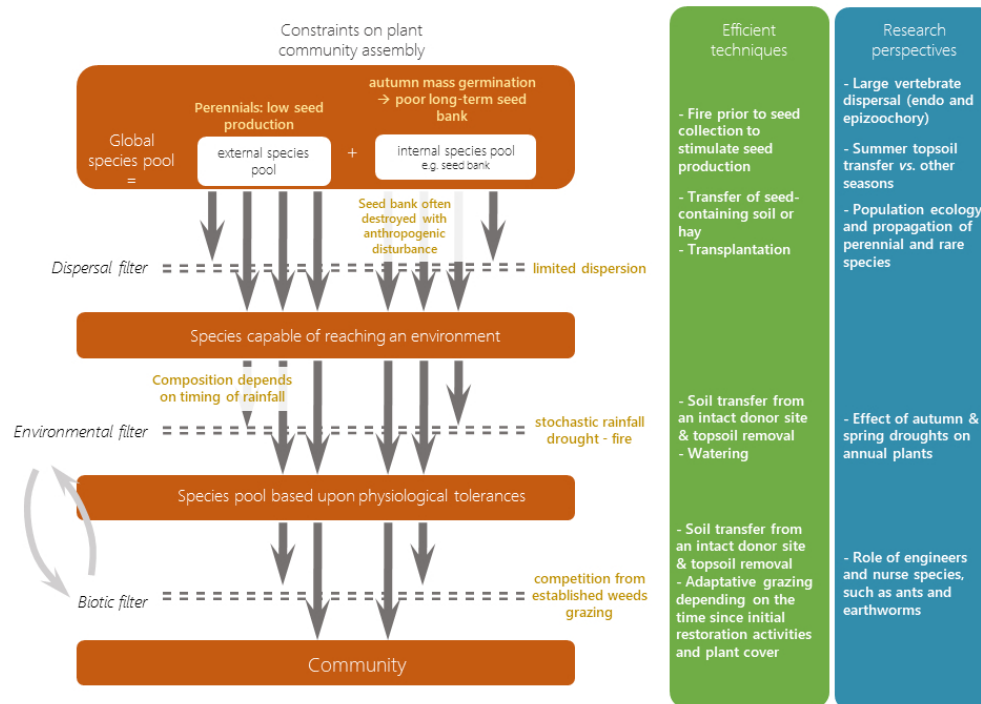 Constraints on plant
community assembly
Global
species pool
=
Perennials: low seed
production
external species
pool
+
autumn mass germination
→ poor long-term seed
bank
internal species pool
e.g. seed bank
Seed bank often
destroyed with
anthropogenic
disturbance
Dispersal filter
limited dispersion
Species capable of reaching an environment
Composition depends
on timing of rainfall
Environmental filter
stochastic rainfall
drought - fire
Species pool based upon physiological tolerances
Biotic filter
competition from
established weeds
grazing
Community
Efficient
techniques
- Fire prior to seed
collection to
stimulate seed
production
- Transfer of seed-
containing soil or
hay
- Transplantation
- Soil transfer from
an intact donor site
& topsoil removal
- Watering
- Soil transfer from
an intact donor site
& topsoil removal
- Adaptative grazing
depending on the
time since initial
restoration activities
and plant cover
Research
perspectives
- Large vertebrate
dispersal (endo and
epizoochory)
- Summer topsoil
transfer vs. other
seasons
- Population ecology
and propagation of
perennial and rare
species
- Effect of autumn &
spring droughts on
annual plants
- Role of engineers
and nurse species,
such as ants and
earthworms